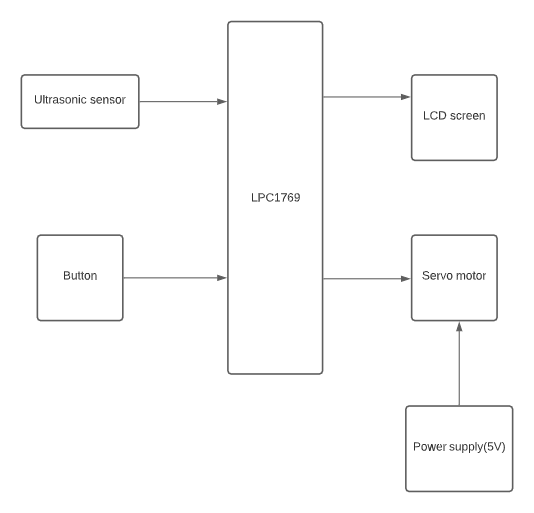 Ultrasonic sensor
LCD screen
LPC1769
Button
Servo motor
Power supply(5V)